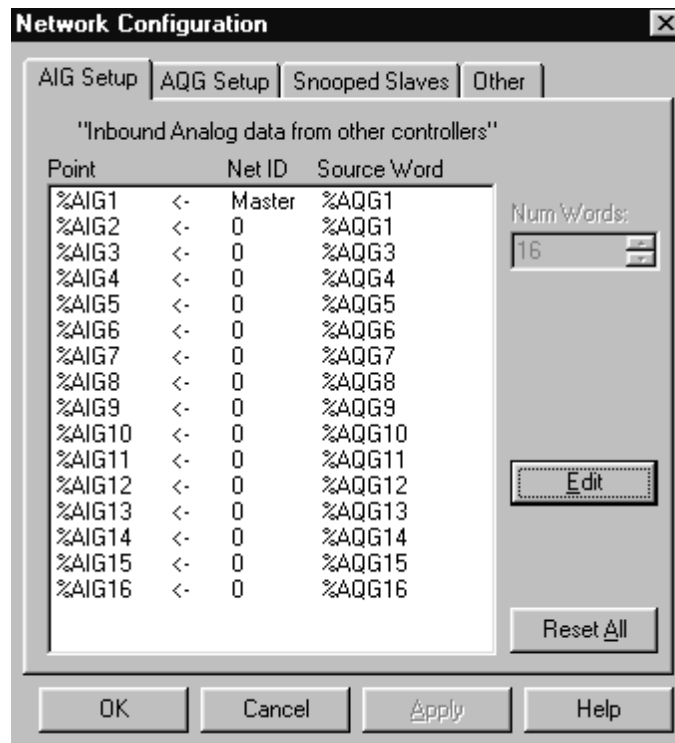 Network Configuration
AIG Setup AQG Setup Snooped Slaves Other
"Inbound Analog data from other controllers"
Point Net ID Source Word
%AIG1 <- Master %AQG1
%AIG2 <- 0 %AQG1
%AIG3 <- 0 %AQG3
%AIG4 <- 0 %AQG4
%AIG5 <- 0 %AQG5
%AIG6 <- 0 %AQG6
%AIG7 <- 0 %AQG7
%AIG8 <- 0 %AQG8
%AIG9 <- 0 %AQG9
%AIG10 <- 0 %AQG10
%AIG11 <- 0 %AQG11
%AIG12 <- 0 %AQG12
%AIG13 <- 0 %AQG13
%AIG14 <- 0 %AQG14
%AIG15 <- 0 %AQG15
%AIG16 <- 0 %AQG16
Num Words:
16
Edit
Reset All
OK Cancel Apply Help